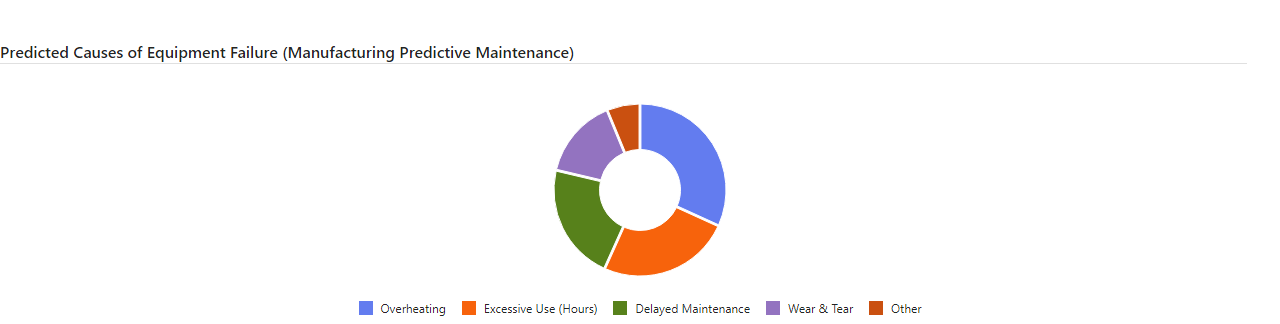 Predicted Causes of Equipment Failure (Manufacturing Predictive Maintenance)
Overheating Excessive Use (Hours) Delayed Maintenance Wear & Tear Other